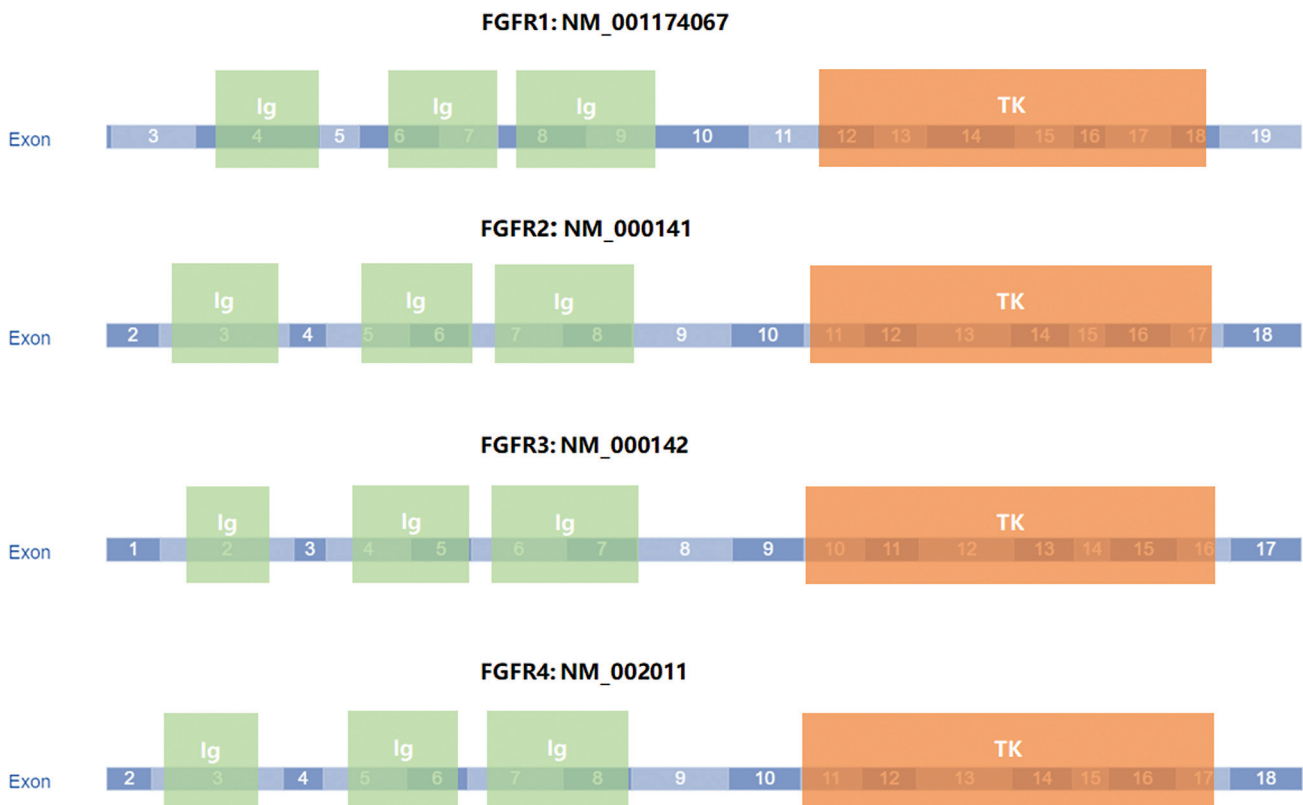 FGFR1: NM_001174067
Ig Ig Ig TK
Exon 3 4 5 6 7 8 9 10 11 12 13 14 15 16 17 18 19
FGFR2: NM_000141
Ig Ig Ig TK
Exon 2 3 4 5 6 7 8 9 10 11 12 13 14 15 16 17 18
FGFR3: NM_000142
Ig Ig Ig TK
Exon 1 2 3 4 5 6 7 8 9 10 11 12 13 14 15 16 17
FGFR4: NM_002011
Ig Ig Ig TK
Exon 2 3 4 5 6 7 8 9 10 11 12 13 14 15 16 17 18